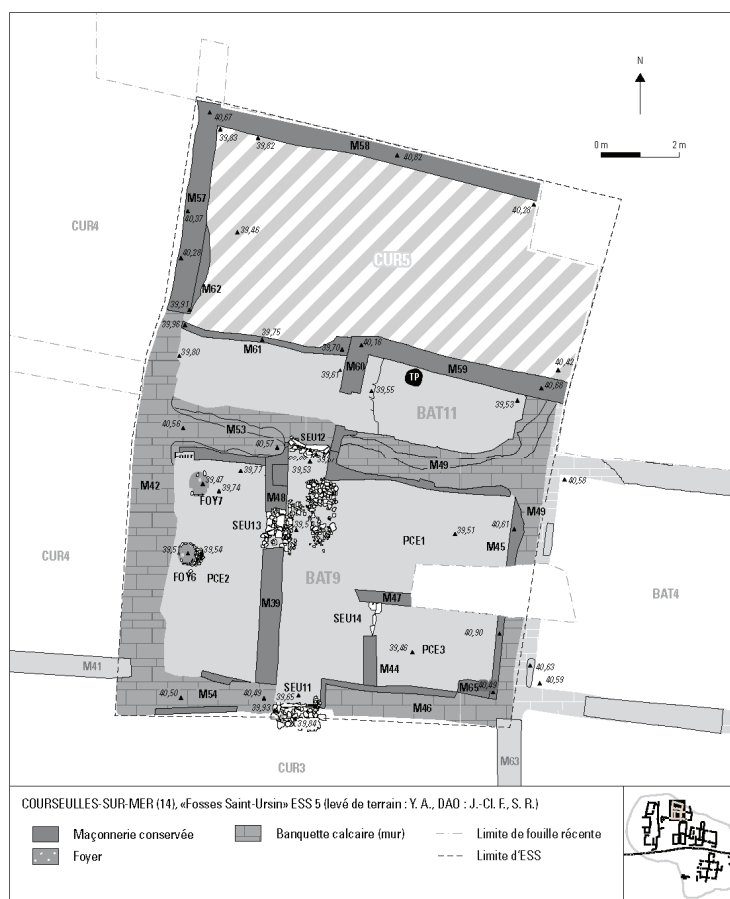 N
0 m
2 m
40,67
39,83
39,82
M58
40,82
M57
40,37
40,28
39,46
40,28
CUR4
CUR5
M62
39,91
39,96
39,75
M61
39,80
39,70
40,16
M60
39,61
M59
TP
40,42
40,68
39,55
39,53
BAT11
M53
40,56
40,57
SEU12
39,53
M49
M42
39,77
39,47
39,74
FOY7
M48
SEU13
40,58
M49
40,61
39,51
M45
PCE1
CUR4
39,54
FOY6
PCE2
BAT9
M47
BAT4
M39
SEU14
40,90
PCE3
39,46
M44
M41
40,63
40,59
M54
40,50
40,49
SEU11
39,65
39,93
39,84
M65
40,49
M46
CUR3
M63
COURSEULLES-SUR-MER (14), «Fosses Saint-Ursin» ESS 5 (levé de terrain : Y. A., DAO : J.-Cl. F., S. R.)
Maçonnerie conservée
Banquette calcaire (mur)
Limite de fouille récente
Foyer
Limite d'ESS